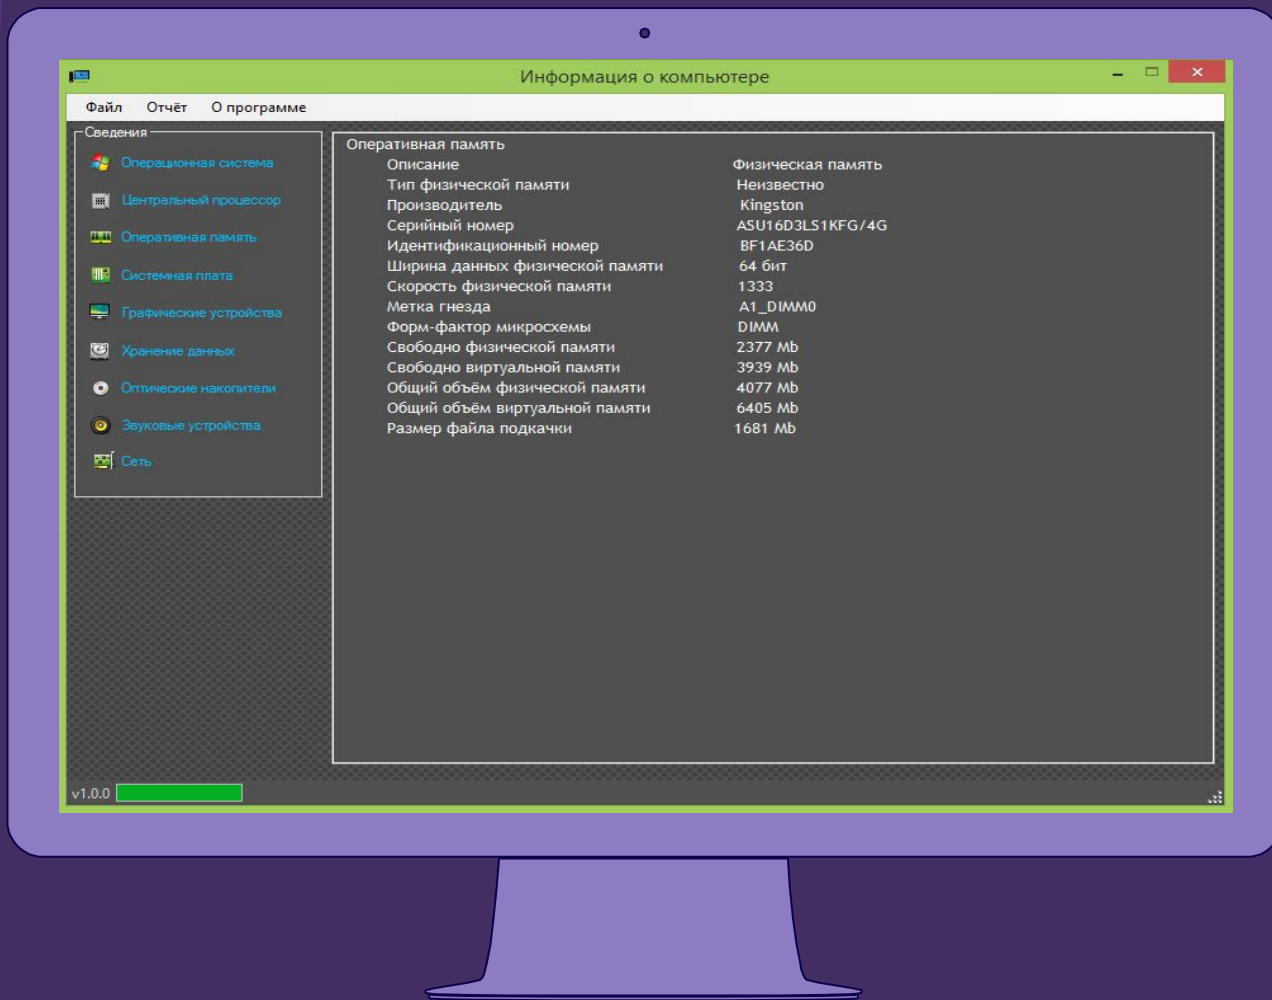 Информация о компьютере
Файл Отчёт О программе
Сведения
Операционная система
Центральный процессор
Оперативная память
Системная плата
Графические устройства
Хранение данных
Оптические накопители
Звуковые устройства
Сеть
Оперативная память
Описание Физическая память
Тип физической памяти Неизвестно
Производитель Kingston
Серийный номер ASU16D3LS1KFG/4G
Идентификационный номер BF1AE36D
Ширина данных физической памяти 64 бит
Скорость физической памяти 1333
Метка гнезда A1_DIMM0
Форм-фактор микросхемы DIMM
Свободно физической памяти 2377 Mb
Свободно виртуальной памяти 3939 Mb
Общий объём физической памяти 4077 Mb
Общий объём виртуальной памяти 6405 Mb
Размер файла подкачки 1681 Mb
v1.0.0